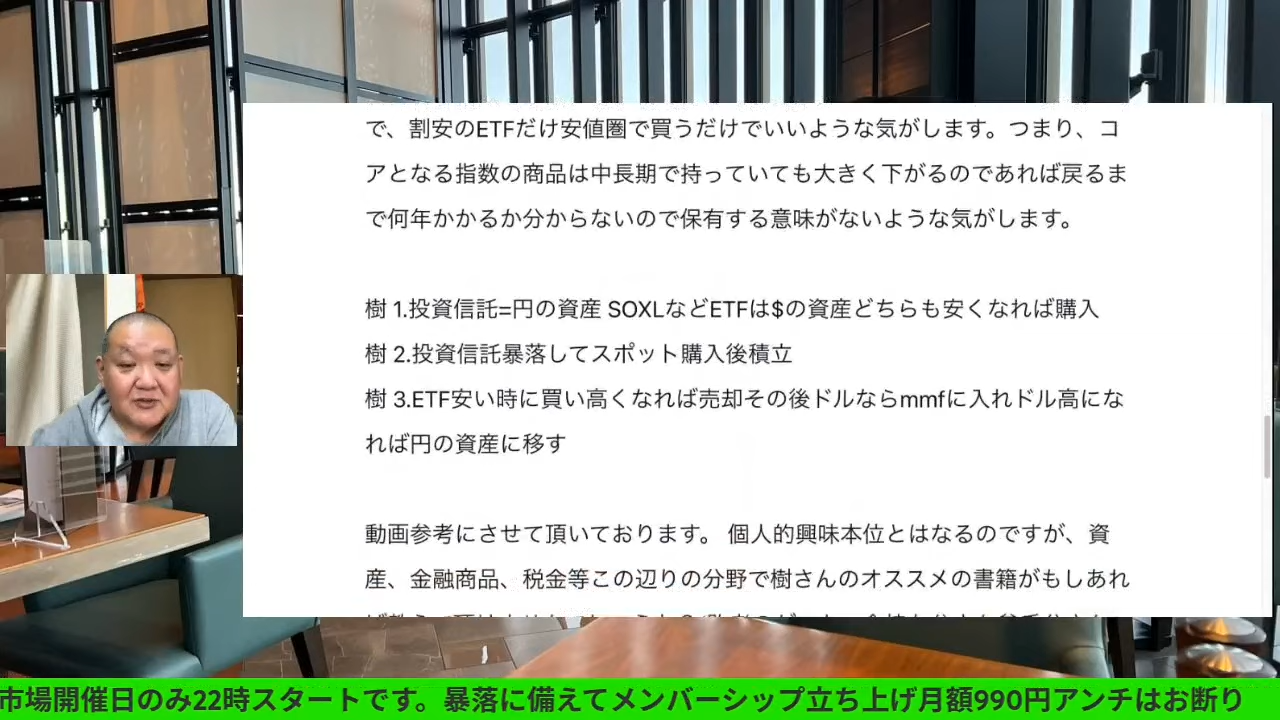 で、割安のETFだけ安値圏で買うだけでいいような気がします。つまり、コ
アとなる指数の商品は中長期で持っていても大きく下がるのであれば戻るま
で何年かかるか分からないので保有する意味がないような気がします。
樹 1.投資信託=円の資産 SOXLなどETFは$の資産どちらも安くなれば購入
樹 2.投資信託暴落してスポット購入後積立
樹 3.ETF安い時に買い高くなれば売却その後ドルならmmfに入れドル高にな
れば円の資産に移す
動画参考にさせて頂いております。 個人的興味本位とはなるのですが、資
産、金融商品、税金等この辺りの分野で樹さんのオススメの書籍がもしあれ
市場開催日のみ22時スタートです。暴落に備えてメンバーシップ立ち上げ月額990円アンチはお断り